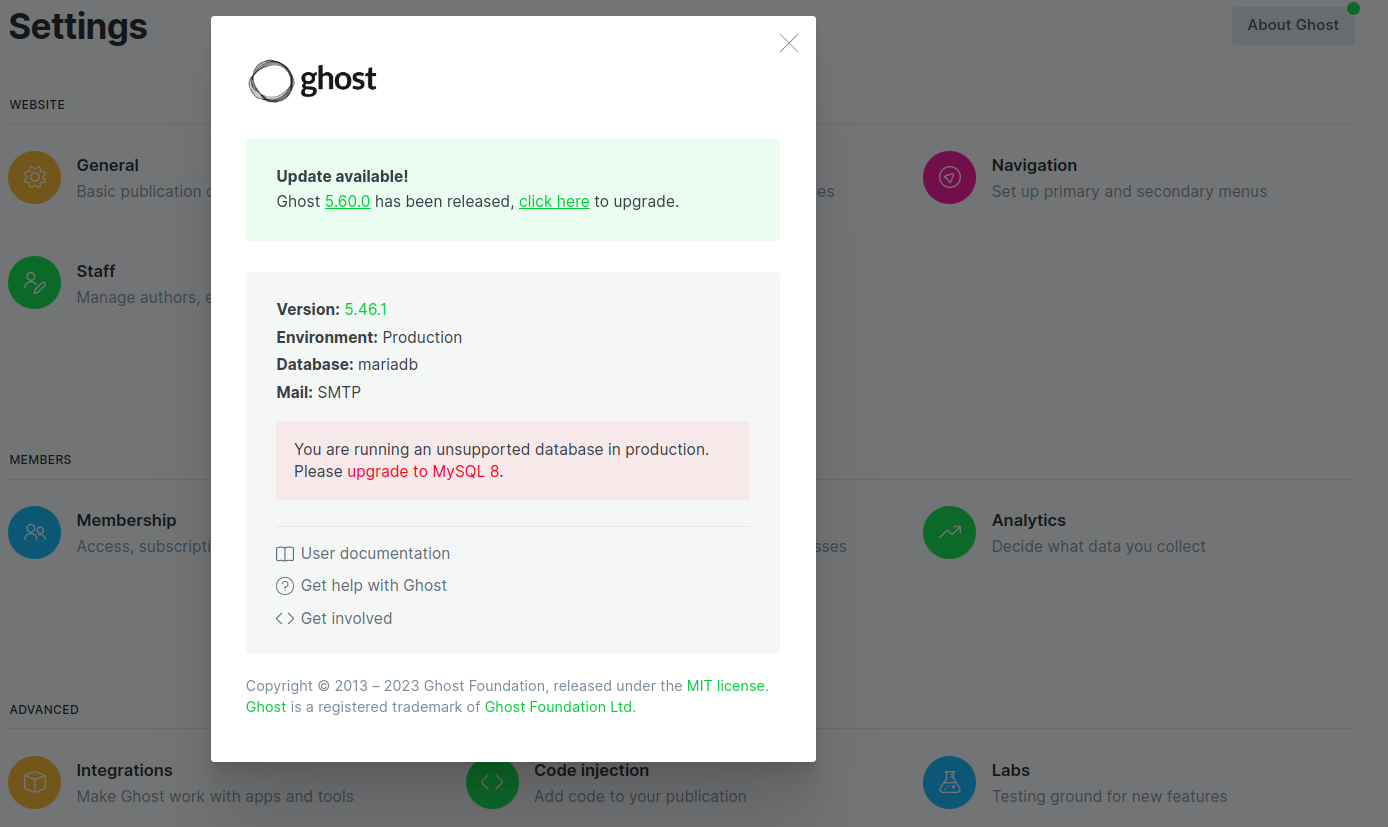 Settings
About Ghost
ghost
WEBSITE
Update available!
Ghost 5.60.0 has been released, click here to upgrade.
General
Basic publication
Navigation
Set up primary and secondary menus
Staff
Manage authors,
Version: 5.46.1
Environment: Production
Database: mariadb
Mail: SMTP
You are running an unsupported database in production.
Please upgrade to MySQL 8.
MEMBERS
Membership
Access,
Analytics
Decide what data you collect
User documentation
Get help with Ghost
Get involved
Copyright © 2013 – 2023 Ghost Foundation, released under the MIT license.
Ghost is a registered trademark of Ghost Foundation Ltd.
ADVANCED
Integrations
Make Ghost work with apps and tools
Code injection
Add code to your publication
Labs
Testing ground for new features